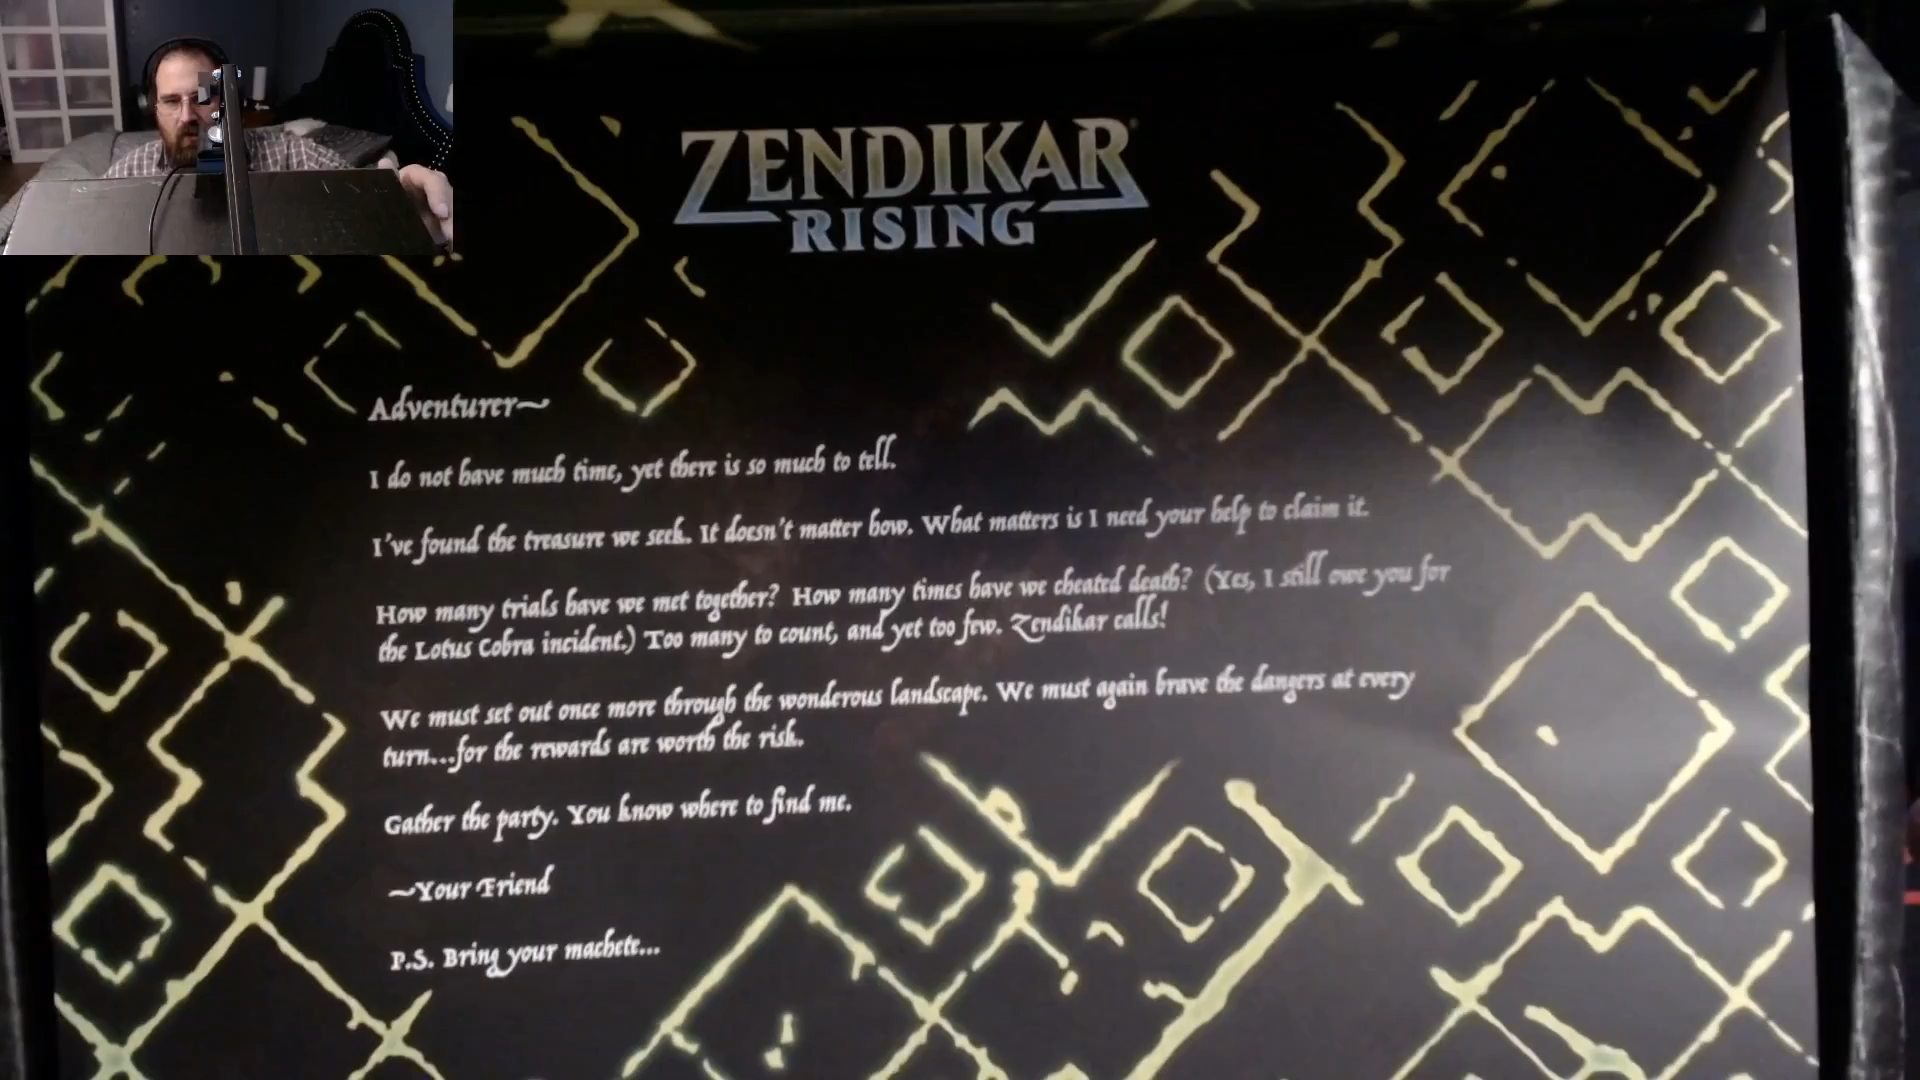 ZENDIKAR
RISING
Adventurer~
I do not have much time, yet there is so much to tell.
I've found the treasure we seek. It doesn't matter how. What matters is I need your help to claim it.
How many trials have we met together? How many times have we cheated death? (Yes, I still owe you for
the Lotus Cobra incident.) Too many to count, and yet too few. Zendikar calls!
We must set out once more through the wonderous landscape. We must again brave the dangers at every
turn...for the rewards are worth the risk.
Gather the party. You know where to find me.
~Your Friend
P.S. Bring your machete...